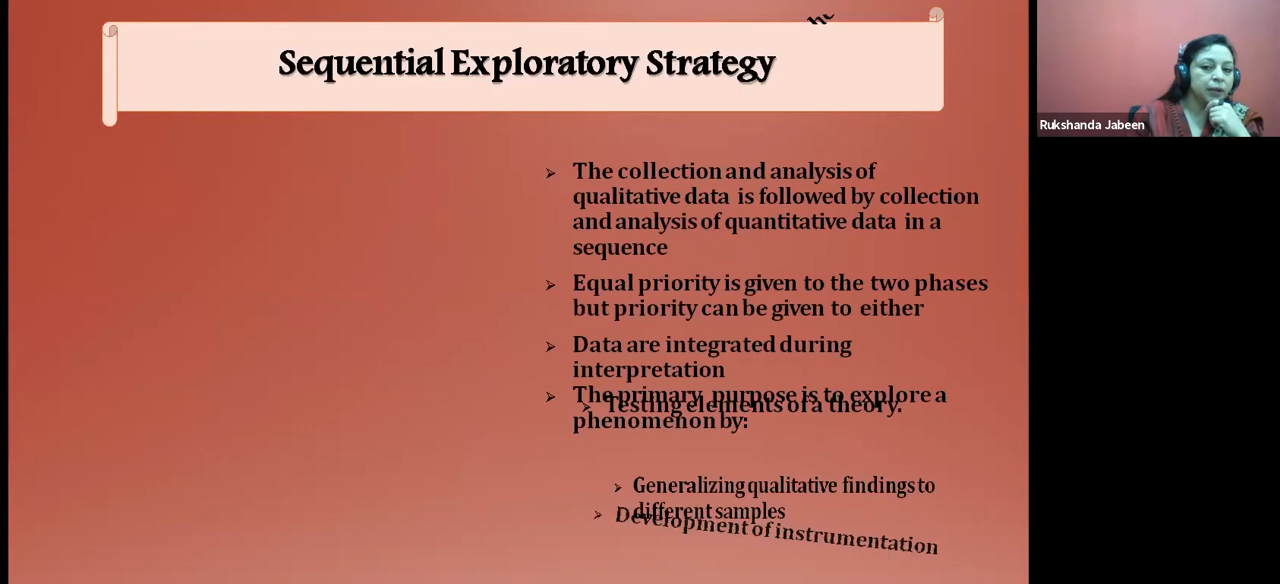 Sequential Exploratory Strategy
Rukshanda Jabeen
The collection and analysis of
qualitative data is followed by collection
and analysis of quantitative data in a
sequence
Equal priority is given to the two phases
but priority can be given to either
Data are integrated during
interpretation
The primary purpose is to explore a
Testing elements of a theory.
phenomenon by:
Generalizing qualitative findings to
different samples
Development of instrumentation